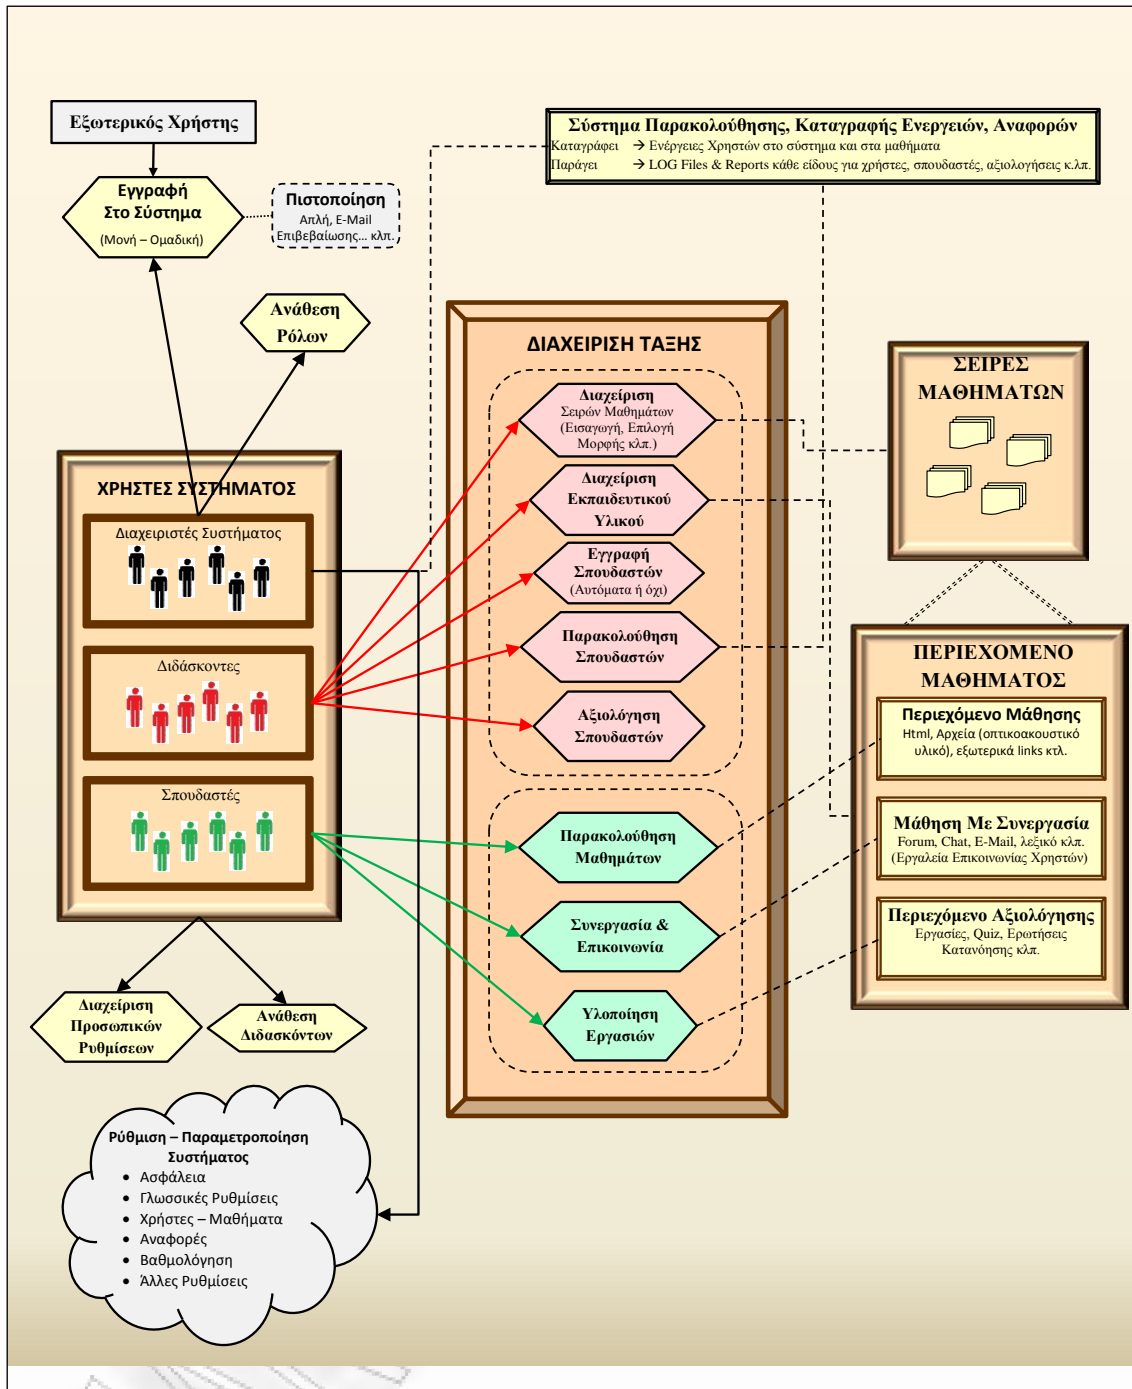 Εξωτερικός Χρήστης
Εγγραφή
Στο Σύστημα
(Μονή – Ομαδική)
Πιστοποίηση
Απλή, E-Mail
Επιβεβαίωσης... κλπ.
Σύστημα Παρακολούθησης, Καταγραφής Ενεργειών, Αναφορών
Καταγράφει → Ενέργειες Χρηστών στο σύστημα και στα μαθήματα
Παράγει → LOG Files & Reports κάθε είδους για χρήστες, σπουδαστές, αξιολογήσεις κ.λπ.
Ανάθεση
Ρόλων
ΧΡΗΣΤΕΣ ΣΥΣΤΗΜΑΤΟΣ
Διαχειριστές Συστήματος
Διδάσκοντες
Σπουδαστές
Διαχείριση
Προσωπικών
Ρυθμίσεων
Ανάθεση
Διδασκόντων
Ρύθμιση – Παραμετροποίηση
Συστήματος
• Ασφάλεια
• Γλωσσικές Ρυθμίσεις
• Χρήστες – Μαθήματα
• Αναφορές
• Βαθμολόγηση
• Άλλες Ρυθμίσεις
ΔΙΑΧΕΙΡΙΣΗ ΤΑΞΗΣ
Διαχείριση
Σειρών Μαθημάτων
(Εισαγωγή, Επιλογή
Μορφής κλπ.)
Διαχείριση
Εκπαιδευτικού
Υλικού
Εγγραφή
Σπουδαστών
(Αυτόματα ή όχι)
Παρακολούθηση
Σπουδαστών
Αξιολόγηση
Σπουδαστών
Παρακολούθηση
Μαθημάτων
Συνεργασία &
Επικοινωνία
Υλοποίηση
Εργασιών
ΣΕΙΡΕΣ
ΜΑΘΗΜΑΤΩΝ
ΠΕΡΙΕΧΟΜΕΝΟ
ΜΑΘΗΜΑΤΟΣ
Περιεχόμενο Μάθησης
Html, Αρχεία (οπτικοακουστικό
υλικό), εξωτερικά links κτλ.
Μάθηση Με Συνεργασία
Forum, Chat, E-Mail, λεξικό κλπ.
(Εργαλεία Επικοινωνίας Χρηστών)
Περιεχόμενο Αξιολόγησης
Εργασίες, Quiz, Ερωτήσεις
Κατανόησης κλπ.